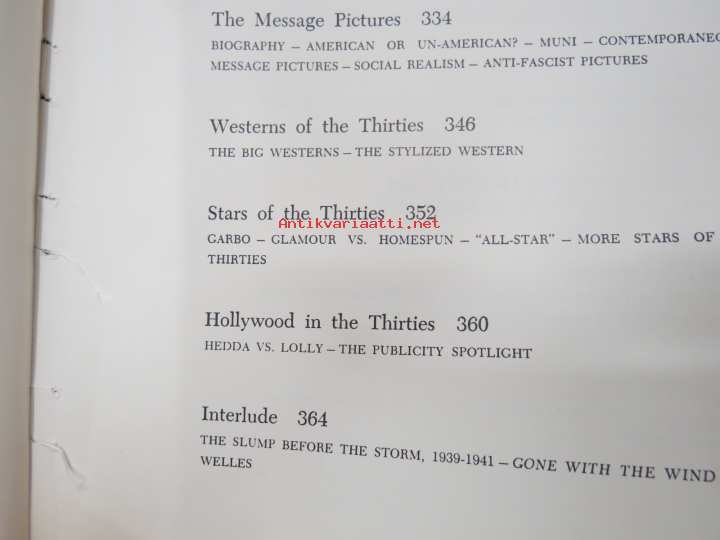 The Message Pictures 334
BIOGRAPHY – AMERICAN OR UN-AMERICAN? – MUNI – CONTEMPORANEO
MESSAGE PICTURES – SOCIAL REALISM – ANTI-FASCIST PICTURES
Westerns of the Thirties 346
THE BIG WESTERNS – THE STYLIZED WESTERN
Stars of the Thirties 352
Antikvariaatti.net
GARBO – GLAMOUR VS. HOMESPUN – “ALL-STAR” – MORE STARS OF
THIRTIES
Hollywood in the Thirties 360
HEDDA VS. LOLLY – THE PUBLICITY SPOTLIGHT
Interlude 364
THE SLUMP BEFORE THE STORM, 1939-1941 – GONE WITH THE WIND
WELLES